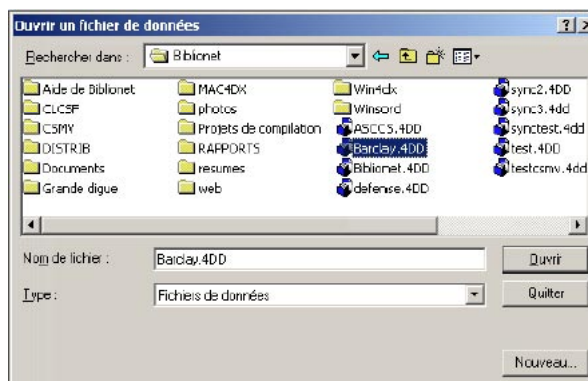 Ouvrir un fichier de données
Rechercher dans : Biblionet
Aide de Biblionet MAC4DX Win4dx sync2.4DD
CLCSF photos Winsord sync3.4dd
CSMV Projets de compilation ASCCS.4DD synctest.4dd
DISTRIB RAPPORTS Barclay.4DD test.4DD
Documents resumes Biblionet.4DD testcsmv.4DD
Grande digue web defense.4DD
Nom de fichier : Barclay.4DD Ouvrir
Type : Fichiers de données Quitter
Nouveau...